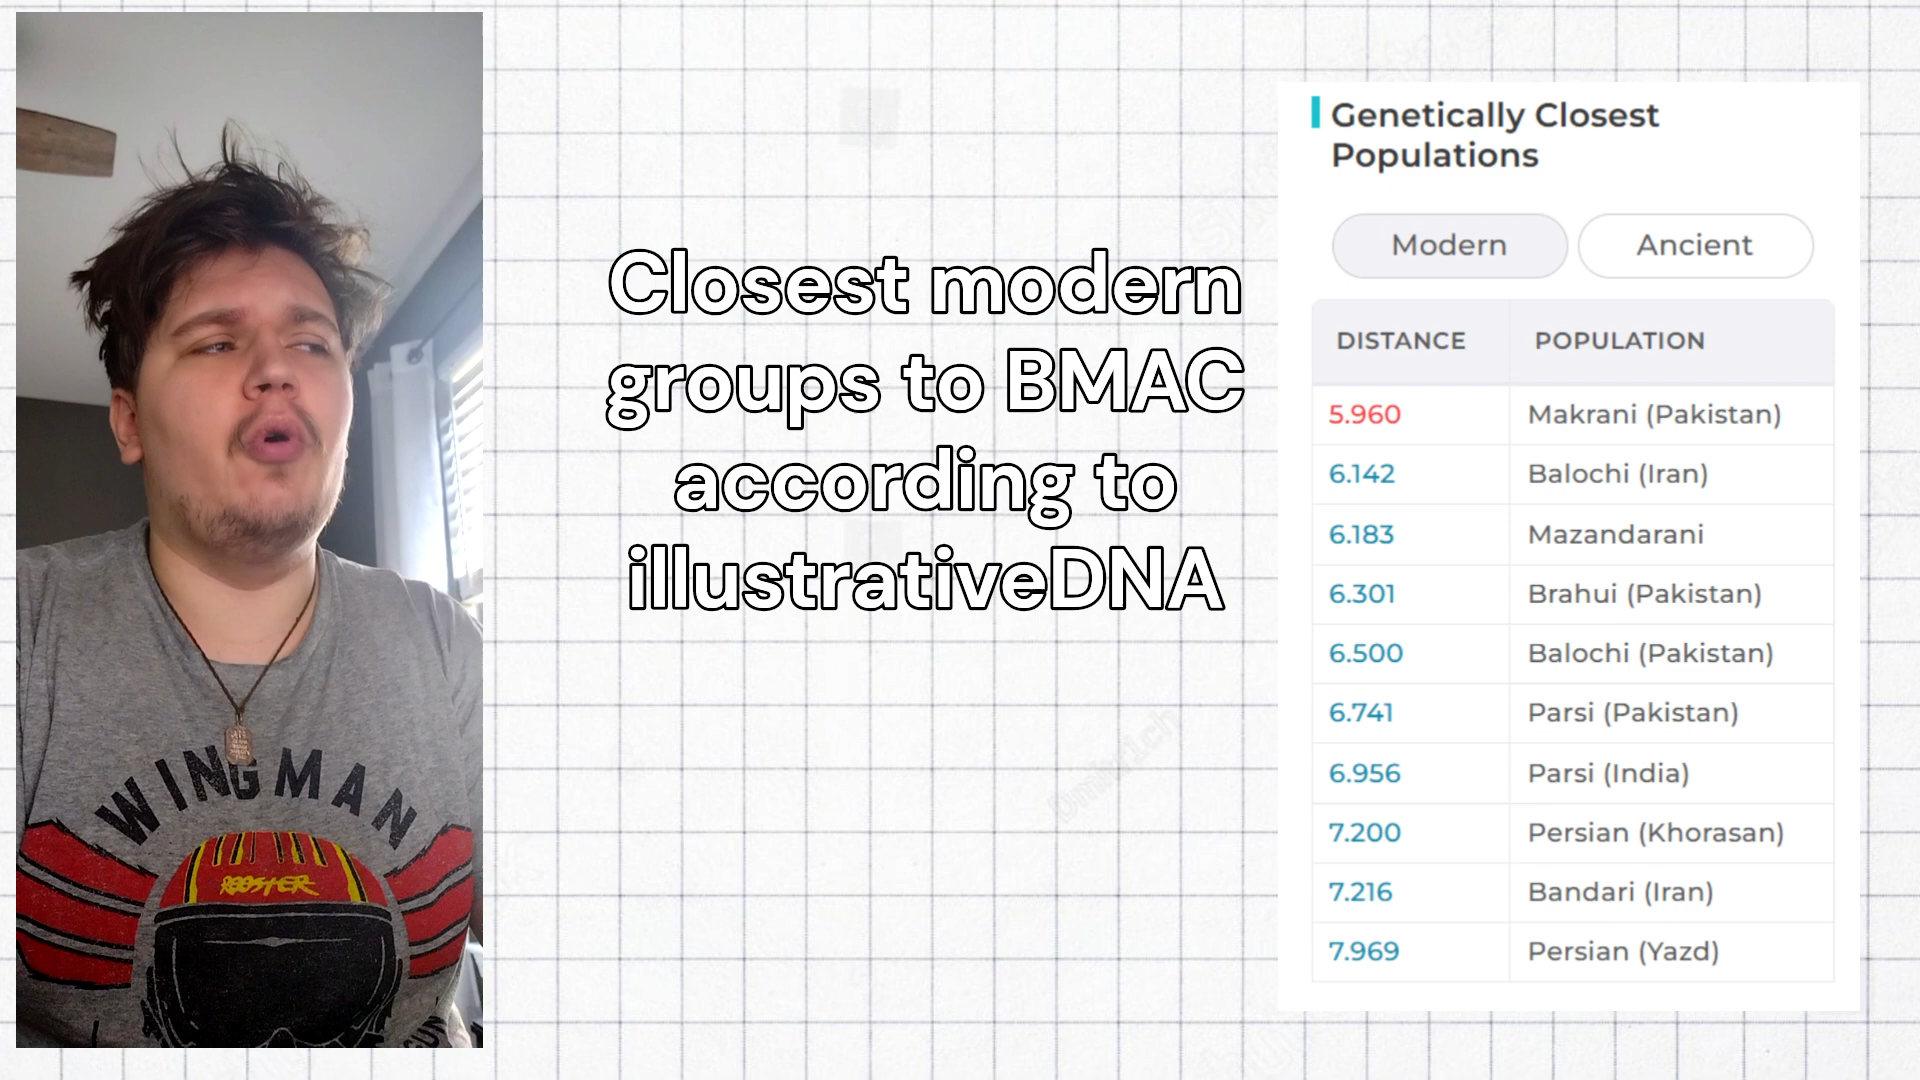 Closest modern
groups to BMAC
according to
illustrativeDNA
Genetically Closest
Populations
Modern Ancient
DISTANCE POPULATION
5.960 Makrani (Pakistan)
6.142 Balochi (Iran)
6.183 Mazandarani
6.301 Brahui (Pakistan)
6.500 Balochi (Pakistan)
6.741 Parsi (Pakistan)
6.956 Parsi (India)
7.200 Persian (Khorasan)
7.216 Bandari (Iran)
7.969 Persian (Yazd)
WINGMAN
ROOSTER
Dmitr1ch